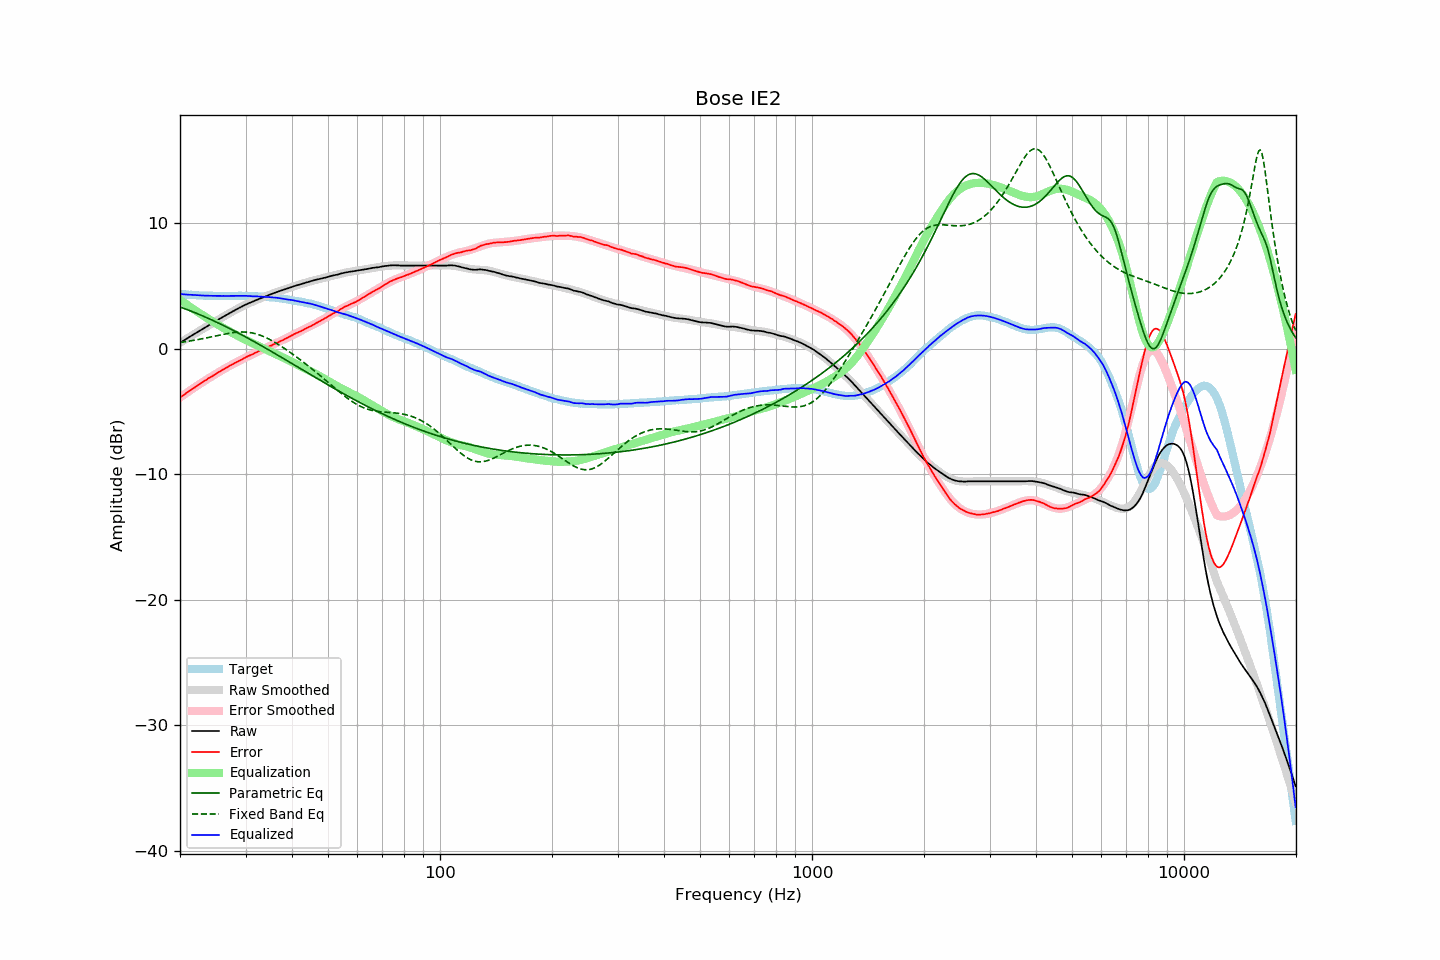 Bose IE2
Amplitude (dBr)
10
0
−10
−20
−30
−40
100
1000
10000
Frequency (Hz)
Target
Raw Smoothed
Error Smoothed
Raw
Error
Equalization
Parametric Eq
Fixed Band Eq
Equalized